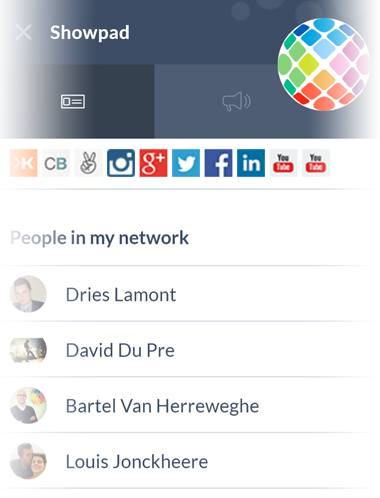 Showpad
K CB g+ f in You Tube You Tube
People in my network
Dries Lamont
David Du Pre
Bartel Van Herreweghe
Louis Jonckheere